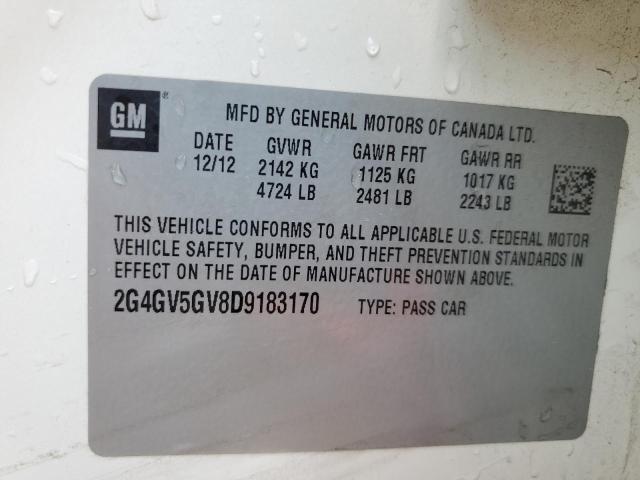 GM®
MFD BY GENERAL MOTORS OF CANADA LTD.
DATE GVWR GAWR FRT GAWR RR
12/12 2142 KG 1125 KG 1017 KG
4724 LB 2481 LB 2243 LB
THIS VEHICLE CONFORMS TO ALL APPLICABLE U.S. FEDERAL MOTOR
VEHICLE SAFETY, BUMPER, AND THEFT PREVENTION STANDARDS IN
EFFECT ON THE DATE OF MANUFACTURE SHOWN ABOVE.
2G4GV5GV8D9183170 TYPE: PASS CAR